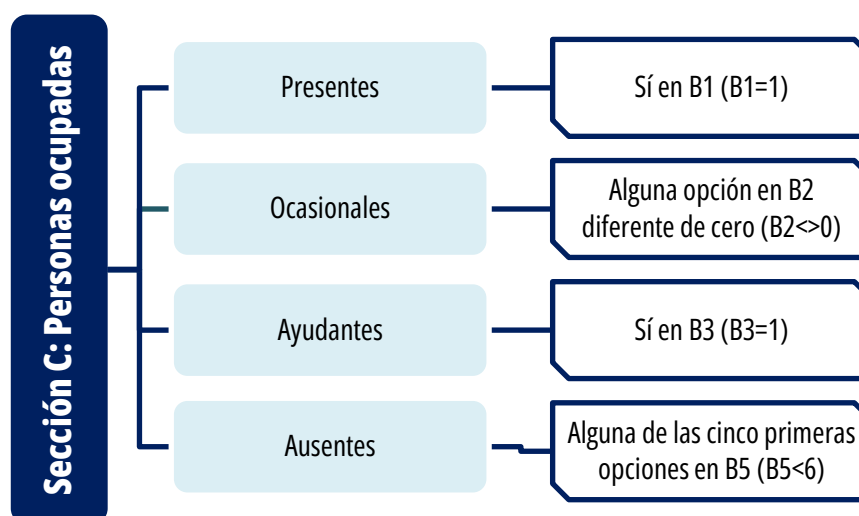 Sección C: Personas ocupadas
Presentes
Sí en B1 (B1=1)
Ocasionales
Alguna opción en B2
diferente de cero (B2<>0)
Ayudantes
Sí en B3 (B3=1)
Ausentes
Alguna de las cinco primeras
opciones en B5 (B5<6)